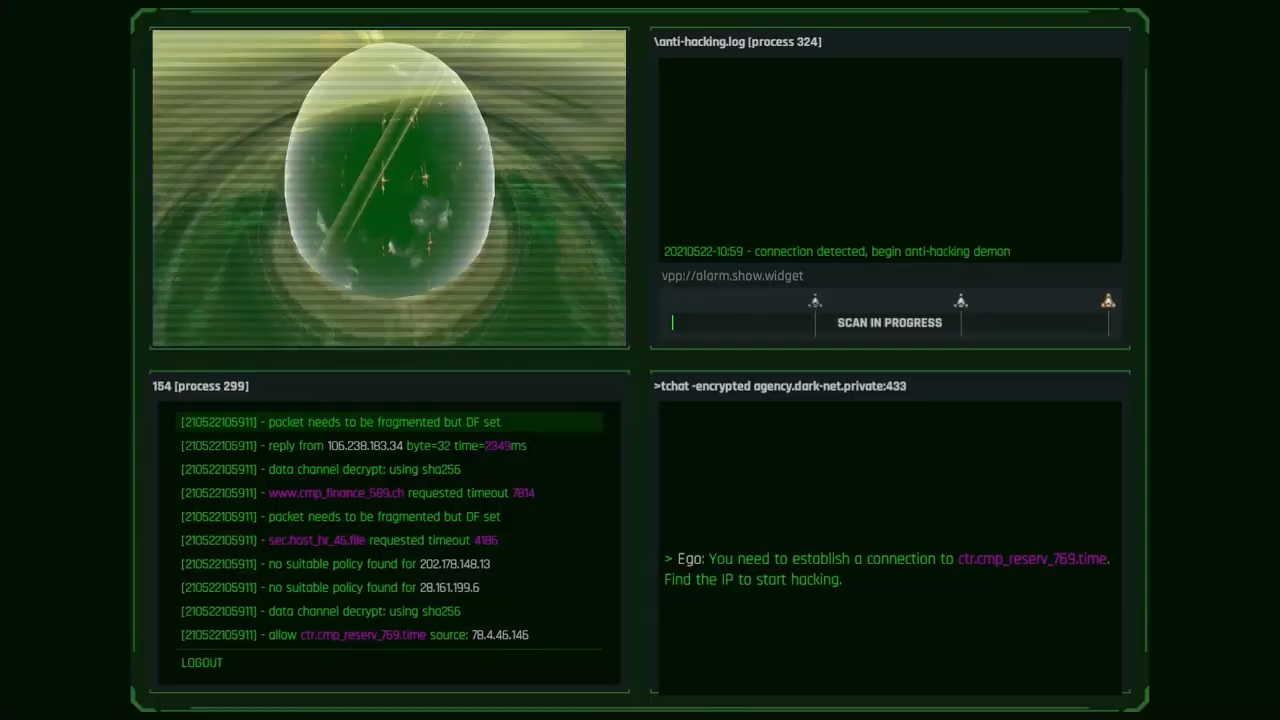 \anti-hacking.log [process 324]
20210522-10:59 - connection detected, begin anti-hacking demon
vpp://alarm.show.widget
SCAN IN PROGRESS
154 [process 299]
[210522105911] - packet needs to be fragmented but DF set
[210522105911] - reply from 106.238.183.34 byte=32 time=2349ms
[210522105911] - data channel decrypt: using sha256
[210522105911] - www.cmp_finance_589.ch requested timeout 7814
[210522105911] - packet needs to be fragmented but DF set
[210522105911] - sec.host_hr_46.file requested timeout 4186
[210522105911] - no suitable policy found for 202.178.148.13
[210522105911] - no suitable policy found for 28.161.199.6
[210522105911] - data channel decrypt: using sha256
[210522105911] - allow ctr.cmp_reserv_769.time source: 78.4.46.146
LOGOUT
>tchat -encrypted agency.dark-net.private:433
> Ego: You need to establish a connection to ctr.cmp_reserv_769.time.
Find the IP to start hacking.